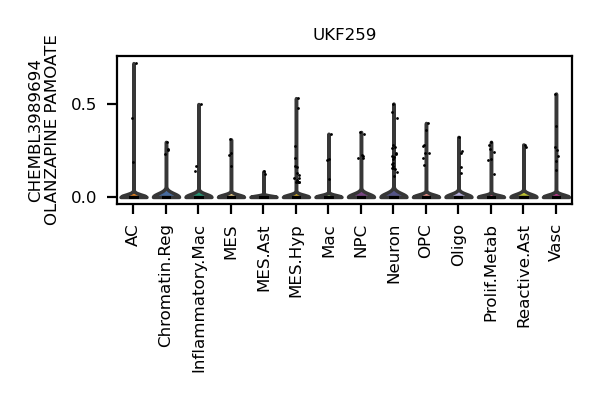 UKF259
CHEMBL3989694
OLANZAPINE PAMOATE
0.5
0.0
AC
Chromatin.Reg
Inflammatory.Mac
MES
MES.Ast
MES.Hyp
Mac
NPC
Neuron
OPC
Oligo
Prolif.Metab
Reactive.Ast
Vasc